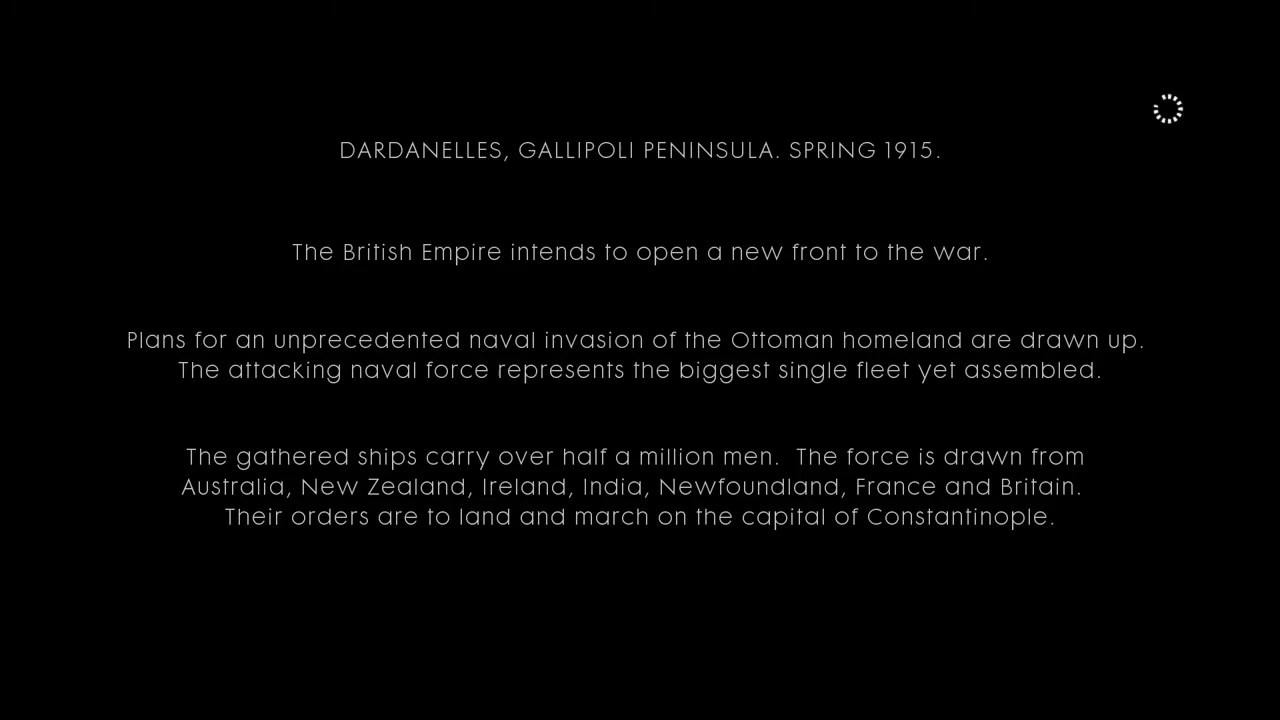 DARDANELLES, GALLIPOLI PENINSULA. SPRING 1915.
The British Empire intends to open a new front to the war.
Plans for an unprecedented naval invasion of the Ottoman homeland are drawn up.
The attacking naval force represents the biggest single fleet yet assembled.
The gathered ships carry over half a million men.  The force is drawn from
Australia, New Zealand, Ireland, India, Newfoundland, France and Britain.
Their orders are to land and march on the capital of Constantinople.